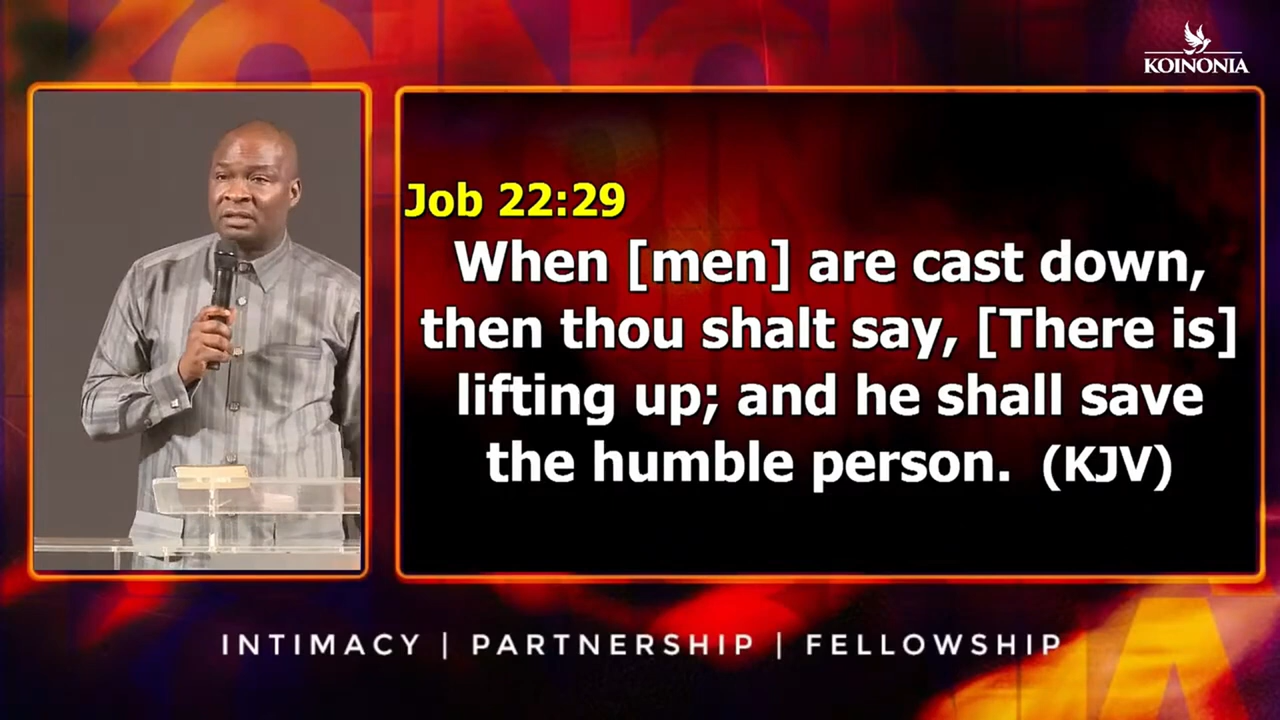 KOINONIA
Job 22:29
When [men] are cast down,
then thou shalt say, [There is]
lifting up; and he shall save
the humble person. (KJV)
INTIMACY | PARTNERSHIP | FELLOWSHIP